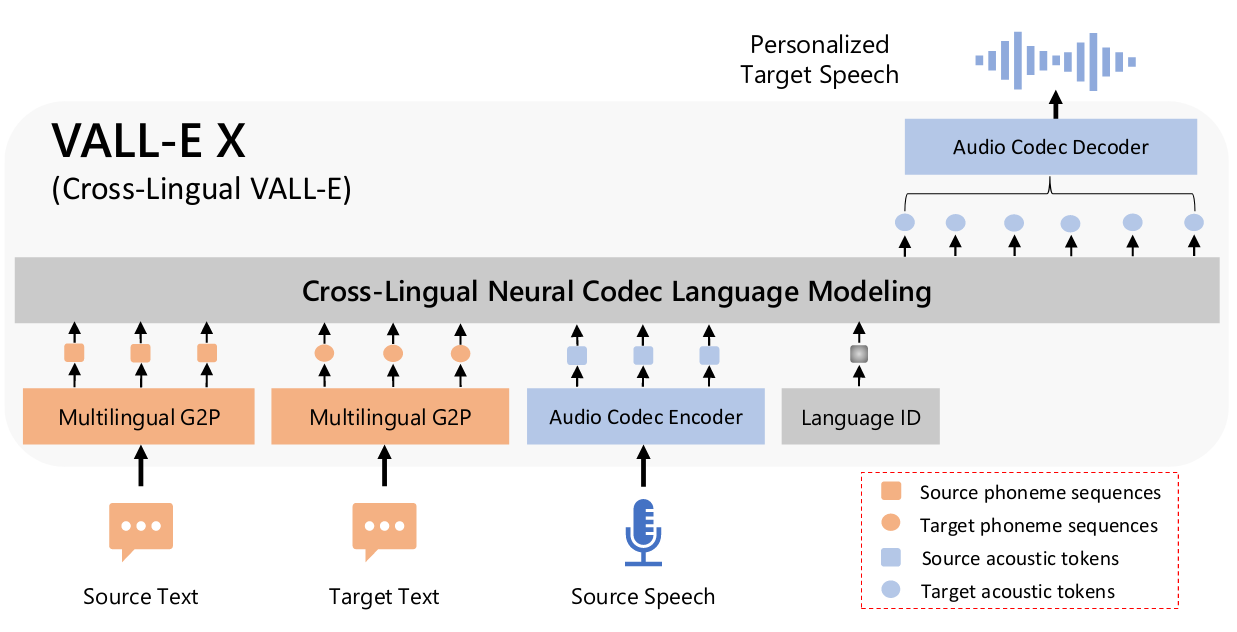 Personalized
Target Speech
VALL-E X
(Cross-Lingual VALL-E)
Audio Codec Decoder
Cross-Lingual Neural Codec Language Modeling
Multilingual G2P
Multilingual G2P
Audio Codec Encoder
Language ID
Source Text
Target Text
Source Speech
Source phoneme sequences
Target phoneme sequences
Source acoustic tokens
Target acoustic tokens